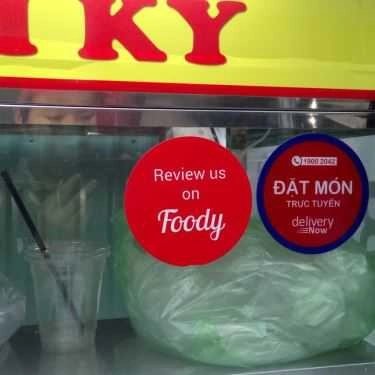 KY
Review us
on
Foody
1900 2042
ĐẶT MÓN
TRỰC TUYẾN
delivery
Now